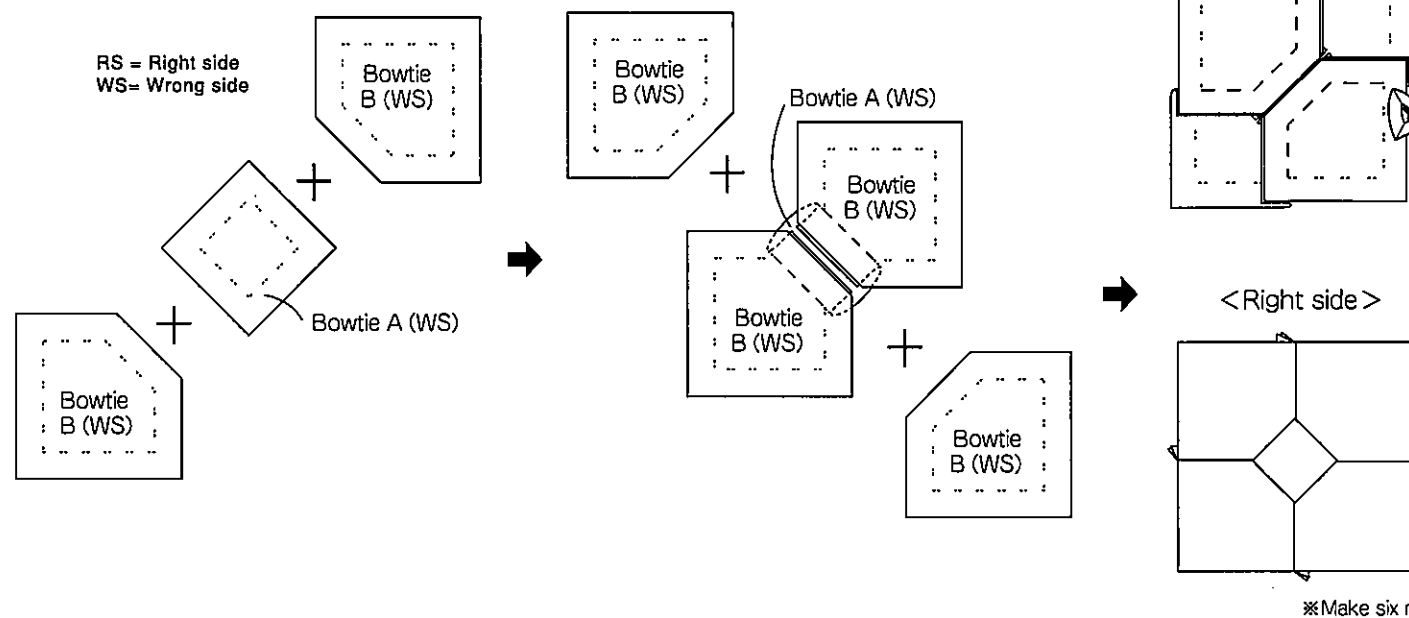 RS = Right side
WS= Wrong side
Bowtie
B (WS)
Bowtie A (WS)
Bowtie
B (WS)
Bowtie
B (WS)
Bowtie A (WS)
Bowtie
B (WS)
Bowtie
B (WS)
Bowtie
B (WS)
<Right side>
※Make six